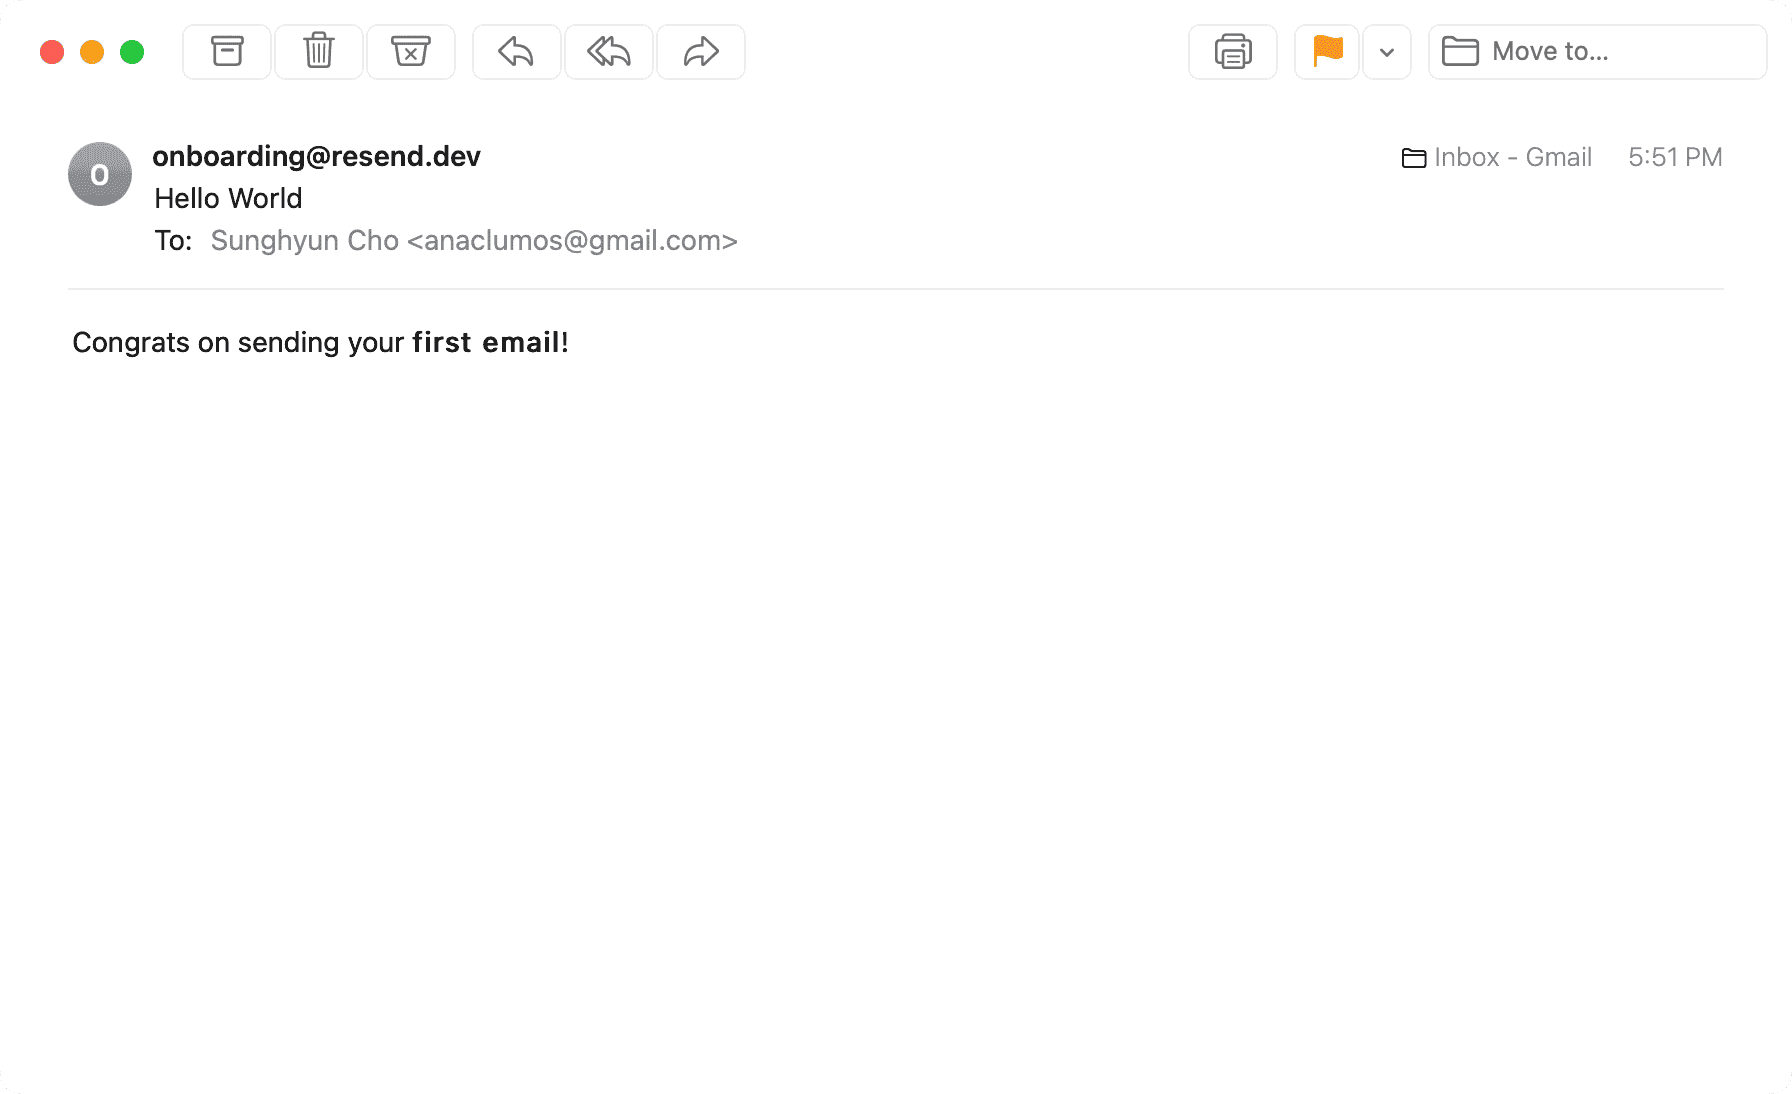 Move to...
O
onboarding@resend.dev
Inbox - Gmail 5:51 PM
Hello World
To: Sunghyun Cho <anaclumos@gmail.com>
Congrats on sending your first email!